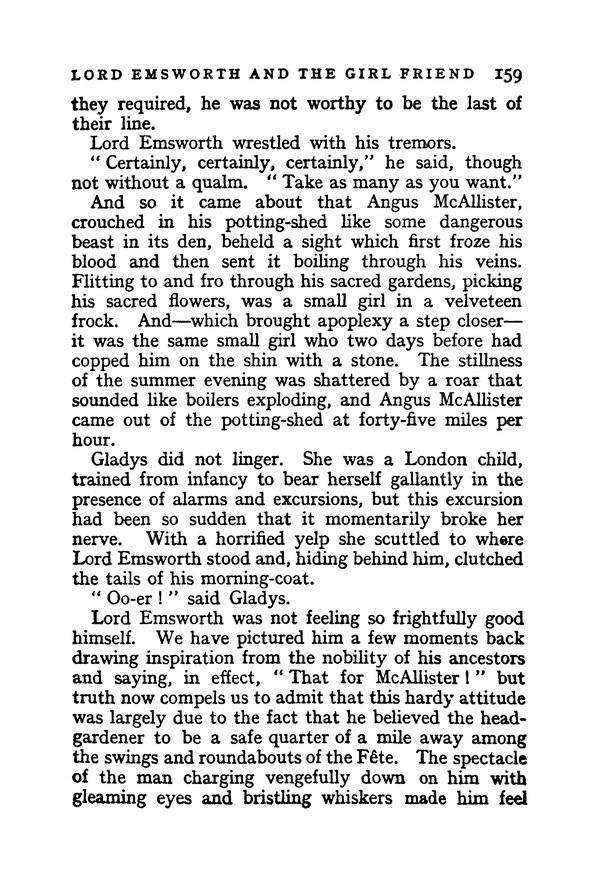 LORD EMSWORTH AND THE GIRL FRIEND 159
they required, he was not worthy to be the last of
their line.
Lord Emsworth wrestled with his tremors.
" Certainly, certainly, certainly," he said, though
not without a qualm. " Take as many as you want."
And so it came about that Angus McAllister,
crouched in his potting-shed like some dangerous
beast in its den, beheld a sight which first froze his
blood and then sent it boiling through his veins.
Flitting to and fro through his sacred gardens, picking
his sacred flowers, was a small girl in a velveteen
frock. And—which brought apoplexy a step closer—
it was the same small girl who two days before had
copped him on the shin with a stone. The stillness
of the summer evening was shattered by a roar that
sounded like boilers exploding, and Angus McAllister
came out of the potting-shed at forty-five miles per
hour.
Gladys did not linger. She was a London child,
trained from infancy to bear herself gallantly in the
presence of alarms and excursions, but this excursion
had been so sudden that it momentarily broke her
nerve. With a horrified yelp she scuttled to where
Lord Emsworth stood and, hiding behind him, clutched
the tails of his morning-coat.
" Oo-er ! " said Gladys.
Lord Emsworth was not feeling so frightfully good
himself. We have pictured him a few moments back
drawing inspiration from the nobility of his ancestors
and saying, in effect, " That for McAllister ! " but
truth now compels us to admit that this hardy attitude
was largely due to the fact that he believed the head-
gardener to be a safe quarter of a mile away among
the swings and roundabouts of the Fête. The spectacle
of the man charging vengefully down on him with
gleaming eyes and bristling whiskers made him feel